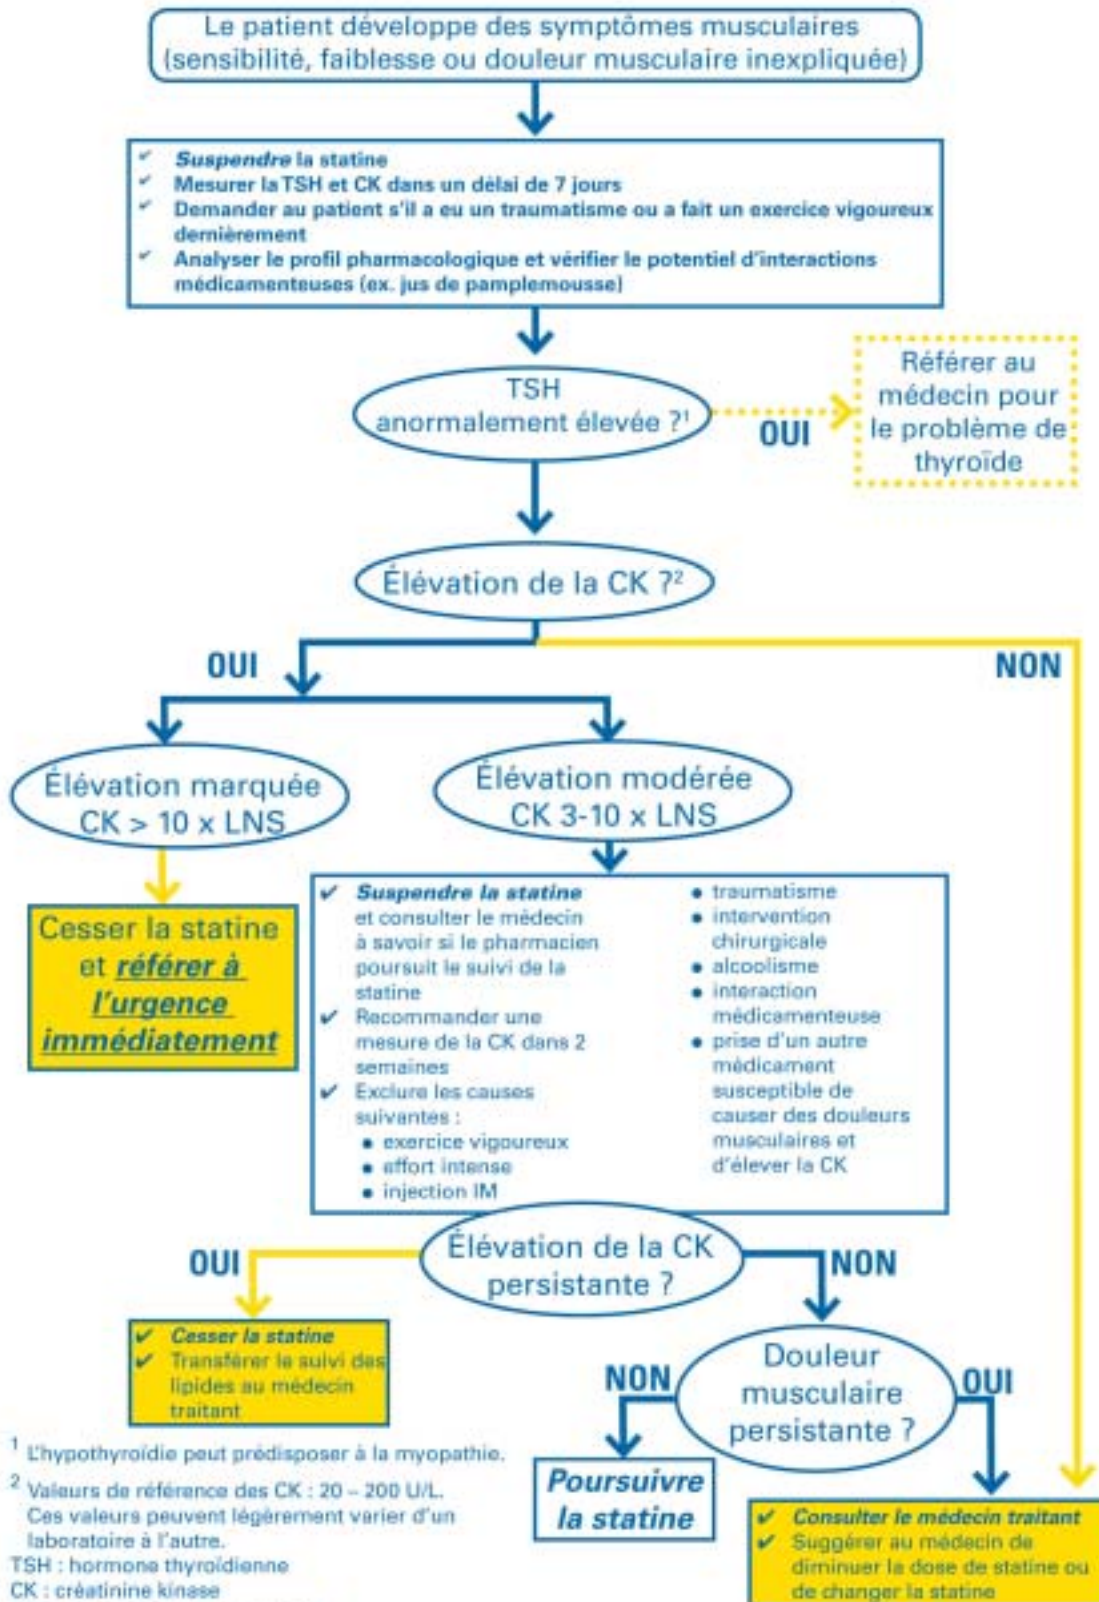 Le patient développe des symptômes musculaires
(sensibilité, faiblesse ou douleur musculaire inexpliquée)
✓ Suspendre la statine
✓ Mesurer la TSH et CK dans un délai de 7 jours
✓ Demander au patient s'il a eu un traumatisme ou a fait un exercice vigoureux
dernièrement
✓ Analyser le profil pharmacologique et vérifier le potentiel d'interactions
médicamenteuses (ex. jus de pamplemousse)
TSH
anormalement élevée ?¹
OUI
Référer au
médecin pour
le problème de
thyroïde
Élévation de la CK ?²
OUI
NON
Élévation marquée
CK > 10 x LNS
Élévation modérée
CK 3-10 x LNS
Cesser la statine
et référer à
l'urgence
immédiatement
✓ Suspendre la statine
et consulter le médecin
à savoir si le pharmacien
poursuit le suivi de la
statine
✓ Recommander une
mesure de la CK dans 2
semaines
✓ Exclure les causes
suivantes :
• exercice vigoureux
• effort intense
• injection IM
• traumatisme
• intervention
chirurgicale
• alcoolisme
• interaction
médicamenteuse
• prise d'un autre
médicament
susceptible de
causer des douleurs
musculaires et
d'élever la CK
Élévation de la CK
persistante ?
OUI
NON
✓ Cesser la statine
✓ Transférer le suivi des
lipides au médecin
traitant
Douleur
musculaire
persistante ?
NON
OUI
Poursuivre
la statine
✓ Consulter le médecin traitant
✓ Suggérer au médecin de
diminuer la dose de statine ou
de changer la statine
¹ L'hypothyroïdie peut prédisposer à la myopathie.
² Valeurs de référence des CK : 20 – 200 U/L.
Ces valeurs peuvent légèrement varier d'un
laboratoire à l'autre.
TSH : hormone thyroïdienne
CK : créatinine kinase